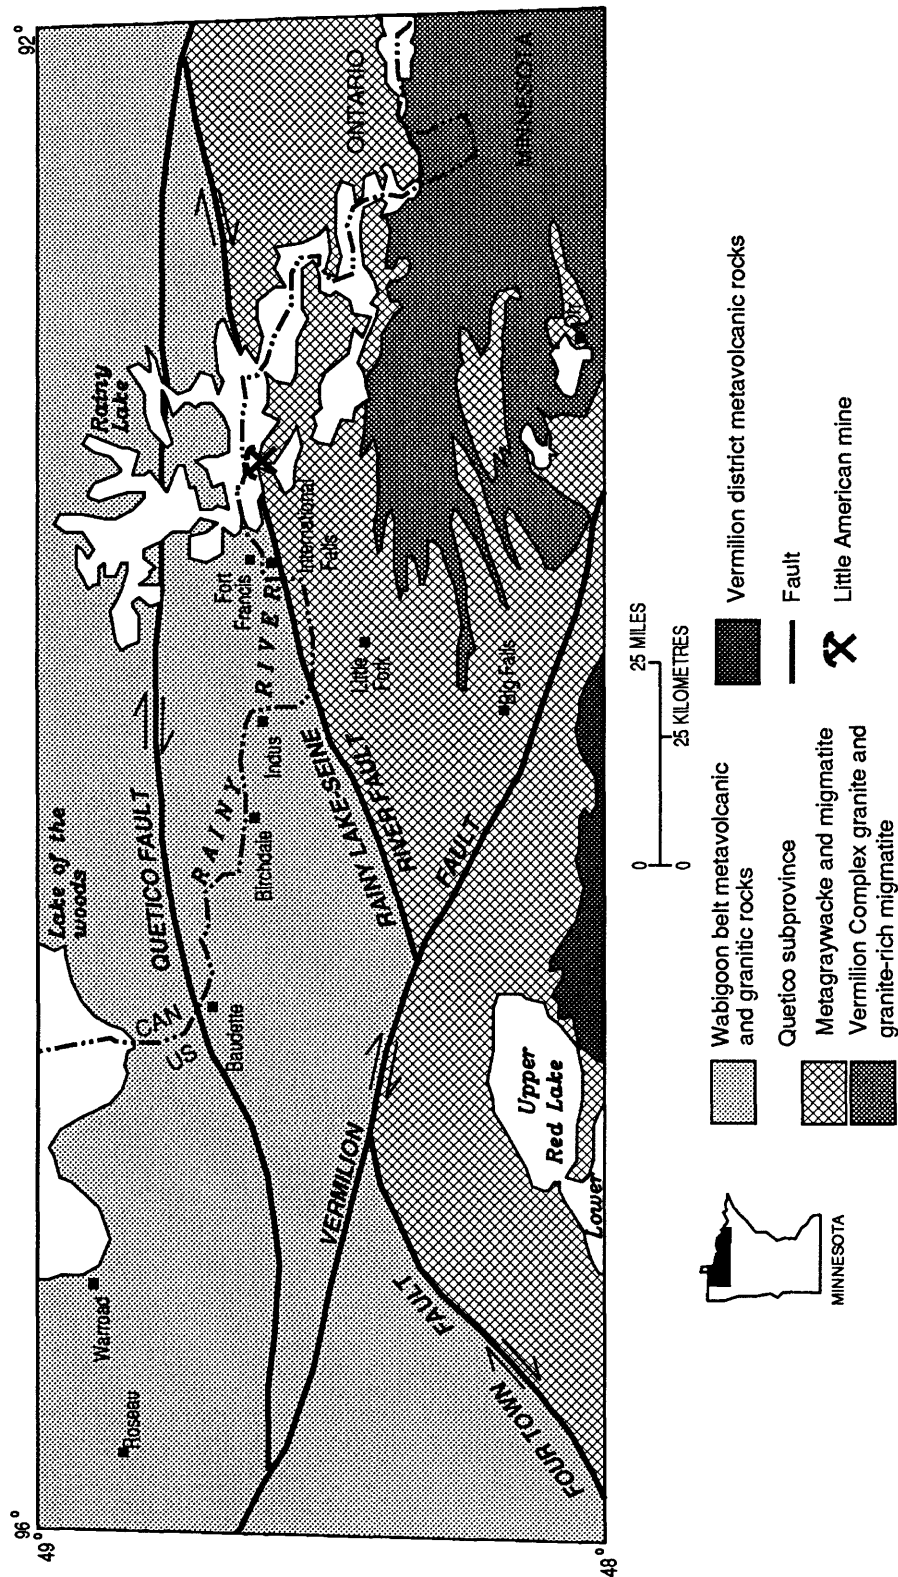 96°
92°
49°
48°
Roseau
Warroad
Lake of the
woods
CAN
US
Baudette
QUETICO FAULT
RAINY
RIVER
Birchdale
Indus
Fort
Francis
International
Falls
Rainy
Lake
ONTARIO
MINNESOTA
RAINY LAKE-SEINE
RIVER FAULT
Little
Fork
Big Falls
VERMILION
FAULT
FOUR TOWN
FAULT
Upper
Red Lake
Lower
0
25 MILES
0
25 KILOMETRES
MINNESOTA
Wabigoon belt metavolcanic
and granitic rocks
Quetico subprovince
Metagraywacke and migmatite
Vermilion Complex granite and
granite-rich migmatite
Vermilion district metavolcanic rocks
Fault
Little American mine